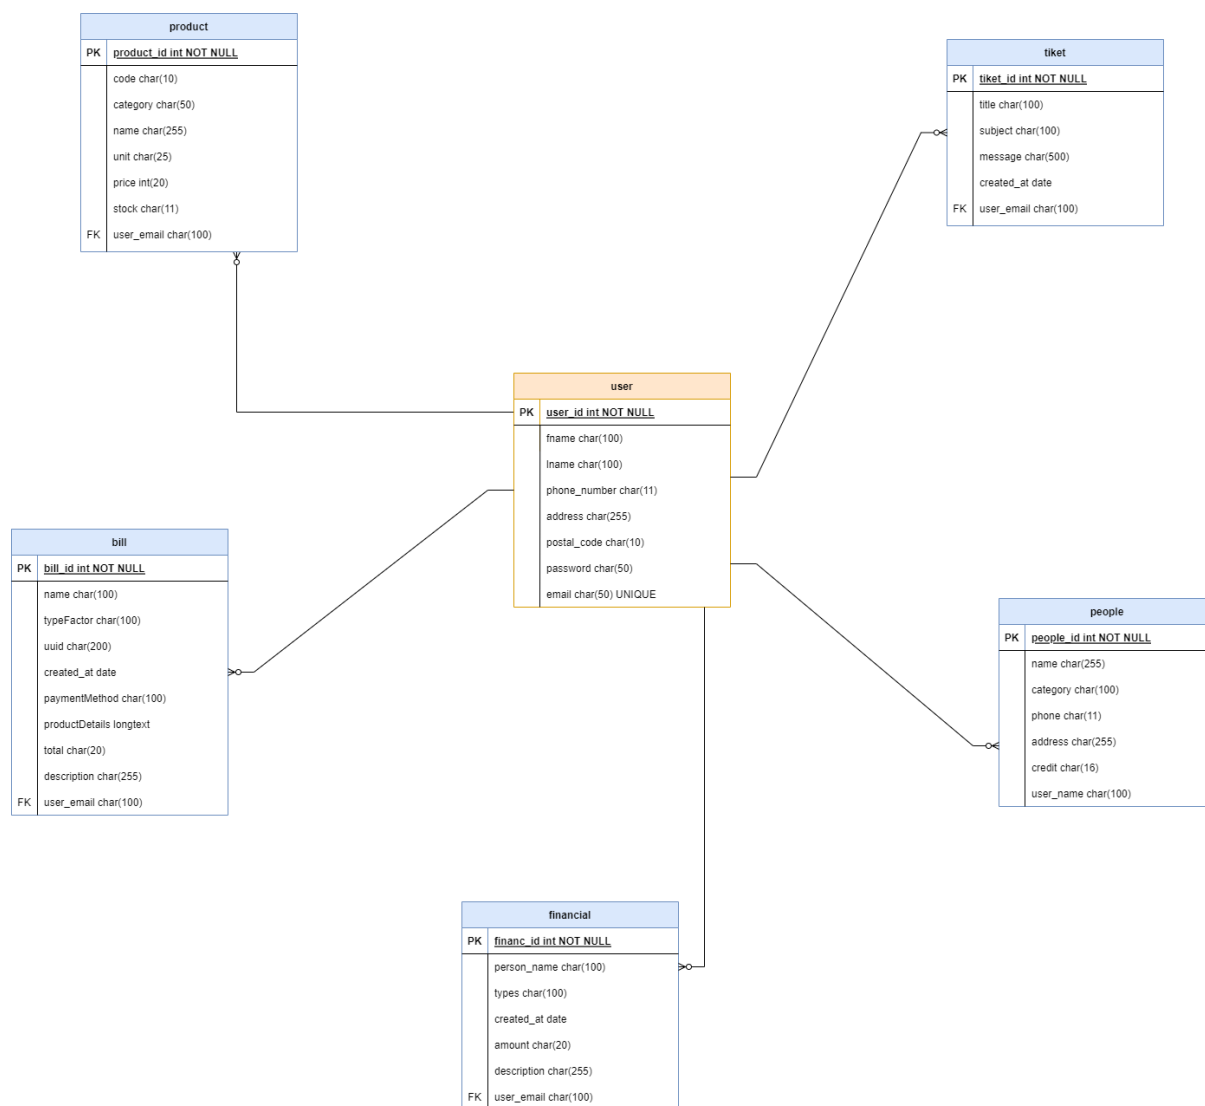 product
PK product_id int NOT NULL
code char(10)
category char(50)
name char(255)
unit char(25)
price int(20)
stock char(11)
FK user_email char(100)
tiket
PK tiket_id int NOT NULL
title char(100)
subject char(100)
message char(500)
created_at date
FK user_email char(100)
user
PK user_id int NOT NULL
fname char(100)
lname char(100)
phone_number char(11)
address char(255)
postal_code char(10)
password char(50)
email char(50) UNIQUE
bill
PK bill_id int NOT NULL
name char(100)
typeFactor char(100)
uuid char(200)
created_at date
paymentMethod char(100)
productDetails longtext
total char(20)
description char(255)
FK user_email char(100)
people
PK people_id int NOT NULL
name char(255)
category char(100)
phone char(11)
address char(255)
credit char(16)
user_name char(100)
financial
PK financ_id int NOT NULL
person_name char(100)
types char(100)
created_at date
amount char(20)
description char(255)
FK user_email char(100)